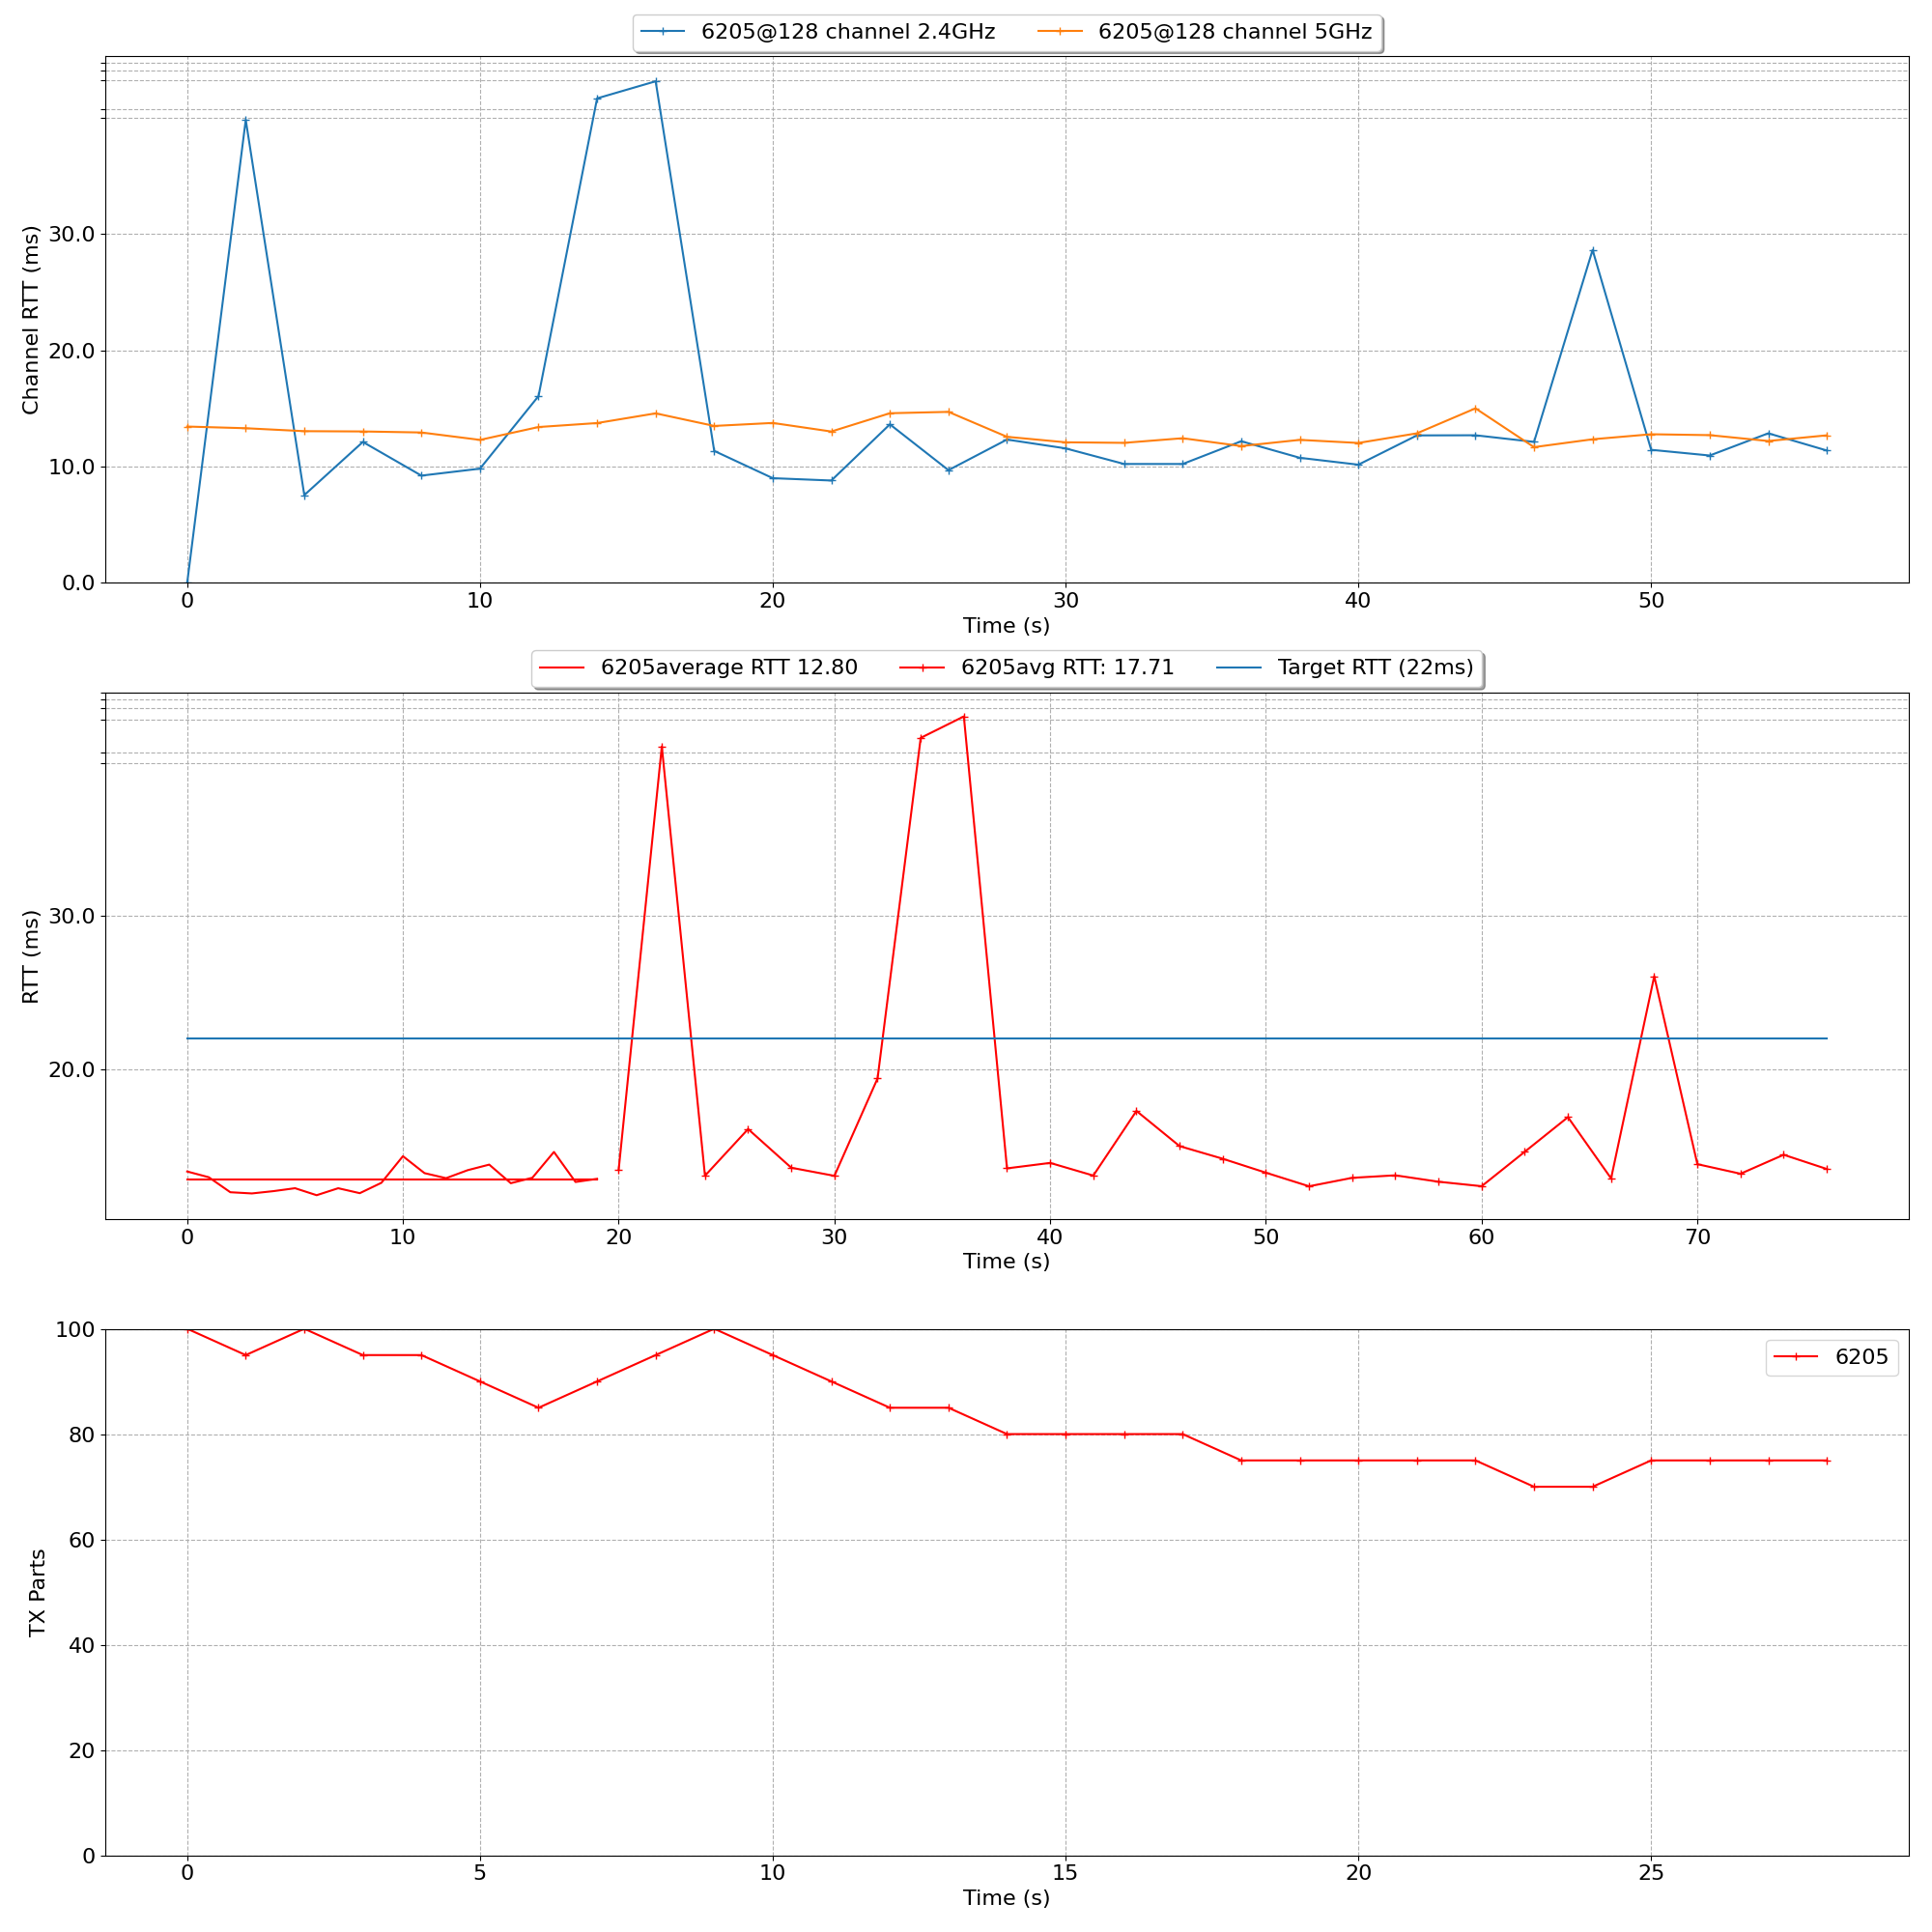 6205@128 channel 2.4GHz 6205@128 channel 5GHz
Channel RTT (ms)
30.0
20.0
10.0
0.0
0 10 20 30 40 50
Time (s)
6205average RTT 12.80 6205avg RTT: 17.71 Target RTT (22ms)
RTT (ms)
30.0
20.0
0 10 20 30 40 50 60 70
Time (s)
6205
TX Parts
100
80
60
40
20
0
0 5 10 15 20 25
Time (s)